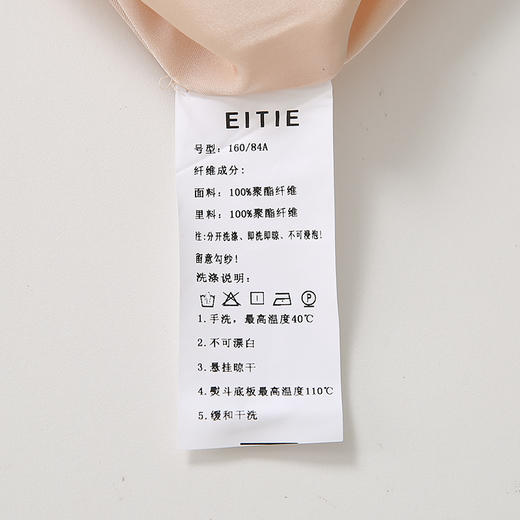 EITIE
号型：160/84A
纤维成分:
面料：100%聚酯纤维
里料：100%聚酯纤维
注:分开洗涤、即洗即晾、不可浸泡!
留意勾纱!
洗涤说明：
P
1.手洗，最高温度40℃
2.不可漂白
3.悬挂晾干
4.熨斗底板最高温度110℃
5.缓和干洗